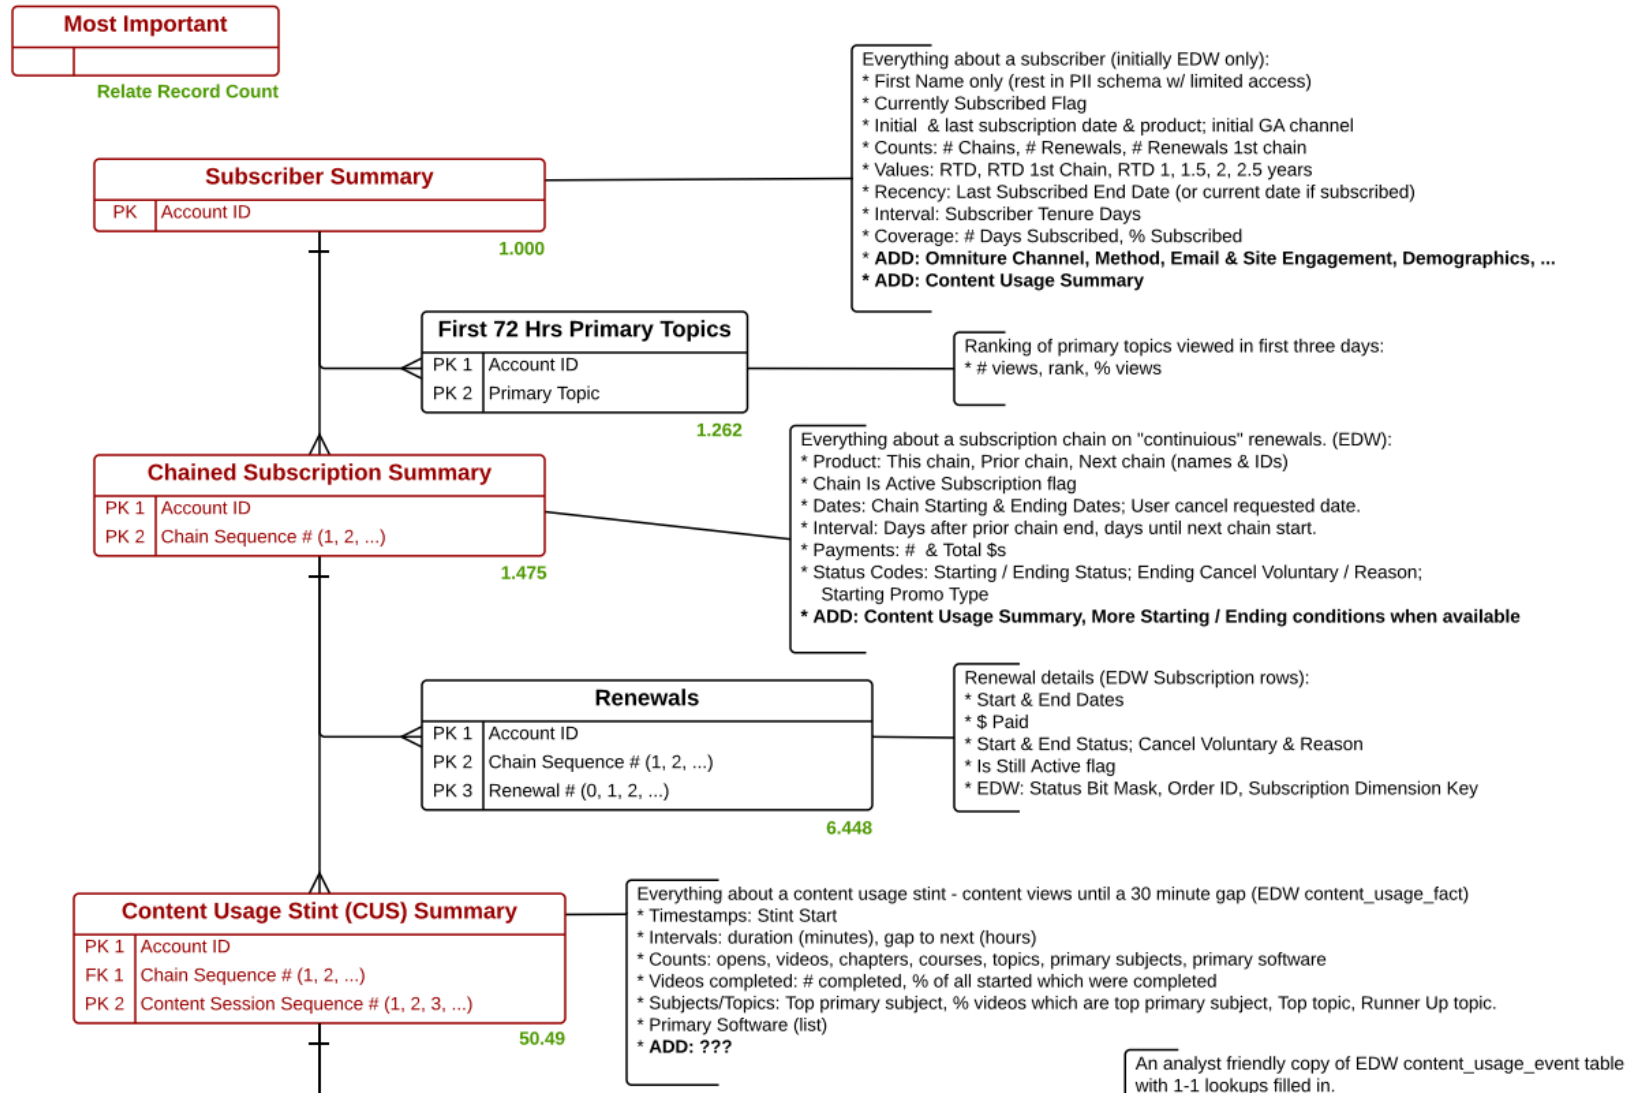 Most Important
Relate Record Count
Everything about a subscriber (initially EDW only):
* First Name only (rest in PII schema w/ limited access)
* Currently Subscribed Flag
* Initial  & last subscription date & product; initial GA channel
* Counts: # Chains, # Renewals, # Renewals 1st chain
* Values: RTD, RTD 1st Chain, RTD 1, 1.5, 2, 2.5 years
* Recency: Last Subscribed End Date (or current date if subscribed)
* Interval: Subscriber Tenure Days
* Coverage: # Days Subscribed, % Subscribed
* ADD: Omniture Channel, Method, Email & Site Engagement, Demographics, ...
* ADD: Content Usage Summary
Subscriber Summary
PK Account ID
1.000
First 72 Hrs Primary Topics
PK 1 Account ID
PK 2 Primary Topic
1.262
Ranking of primary topics viewed in first three days:
* # views, rank, % views
Chained Subscription Summary
PK 1 Account ID
PK 2 Chain Sequence # (1, 2, ...)
1.475
Everything about a subscription chain on "continuious" renewals. (EDW):
* Product: This chain, Prior chain, Next chain (names & IDs)
* Chain Is Active Subscription flag
* Dates: Chain Starting & Ending Dates; User cancel requested date.
* Interval: Days after prior chain end, days until next chain start.
* Payments: #  & Total $s
* Status Codes: Starting / Ending Status; Ending Cancel Voluntary / Reason;
Starting Promo Type
* ADD: Content Usage Summary, More Starting / Ending conditions when available
Renewals
PK 1 Account ID
PK 2 Chain Sequence # (1, 2, ...)
PK 3 Renewal # (0, 1, 2, ...)
6.448
Renewal details (EDW Subscription rows):
* Start & End Dates
* $ Paid
* Start & End Status; Cancel Voluntary & Reason
* Is Still Active flag
* EDW: Status Bit Mask, Order ID, Subscription Dimension Key
Content Usage Stint (CUS) Summary
PK 1 Account ID
FK 1 Chain Sequence # (1, 2, ...)
PK 2 Content Session Sequence # (1, 2, 3, ...)
50.49
Everything about a content usage stint - content views until a 30 minute gap (EDW content_usage_fact)
* Timestamps: Stint Start
* Intervals: duration (minutes), gap to next (hours)
* Counts: opens, videos, chapters, courses, topics, primary subjects, primary software
* Videos completed: # completed, % of all started which were completed
* Subjects/Topics: Top primary subject, % videos which are top primary subject, Top topic, Runner Up topic.
* Primary Software (list)
* ADD: ???
An analyst friendly copy of EDW content_usage_event table
with 1-1 lookups filled in.